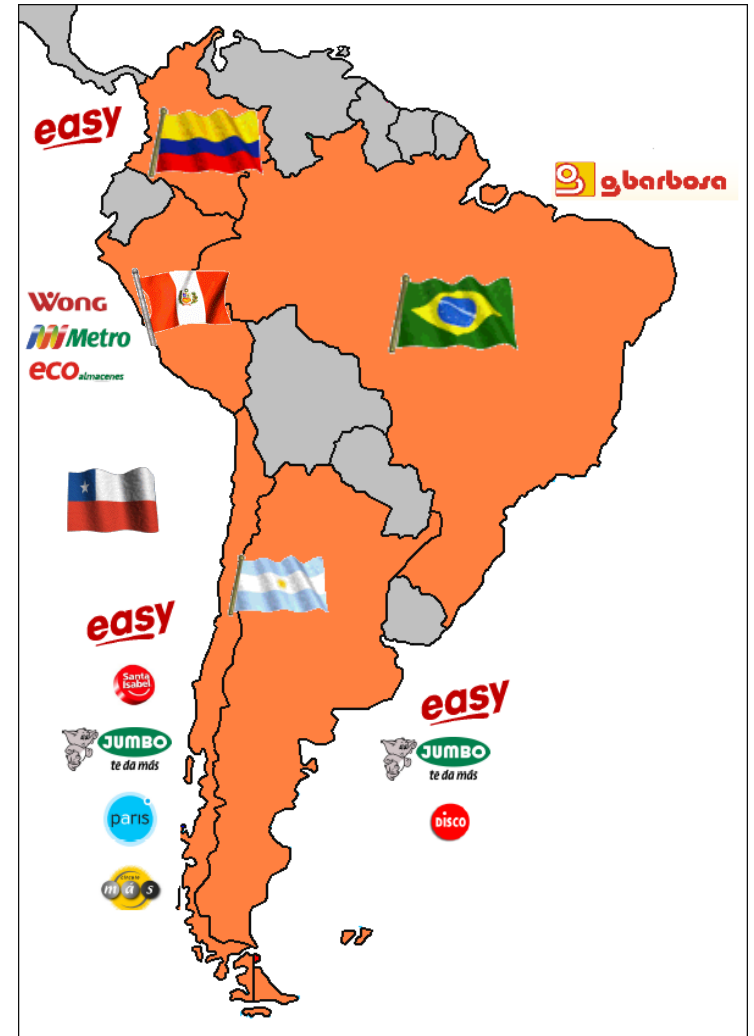 easy
gbarbosa
Wong
Metro
eco almacenes
easy
Santa
Isabel
JUMBO
te da más
paris
más
easy
JUMBO
te da más
DISCO